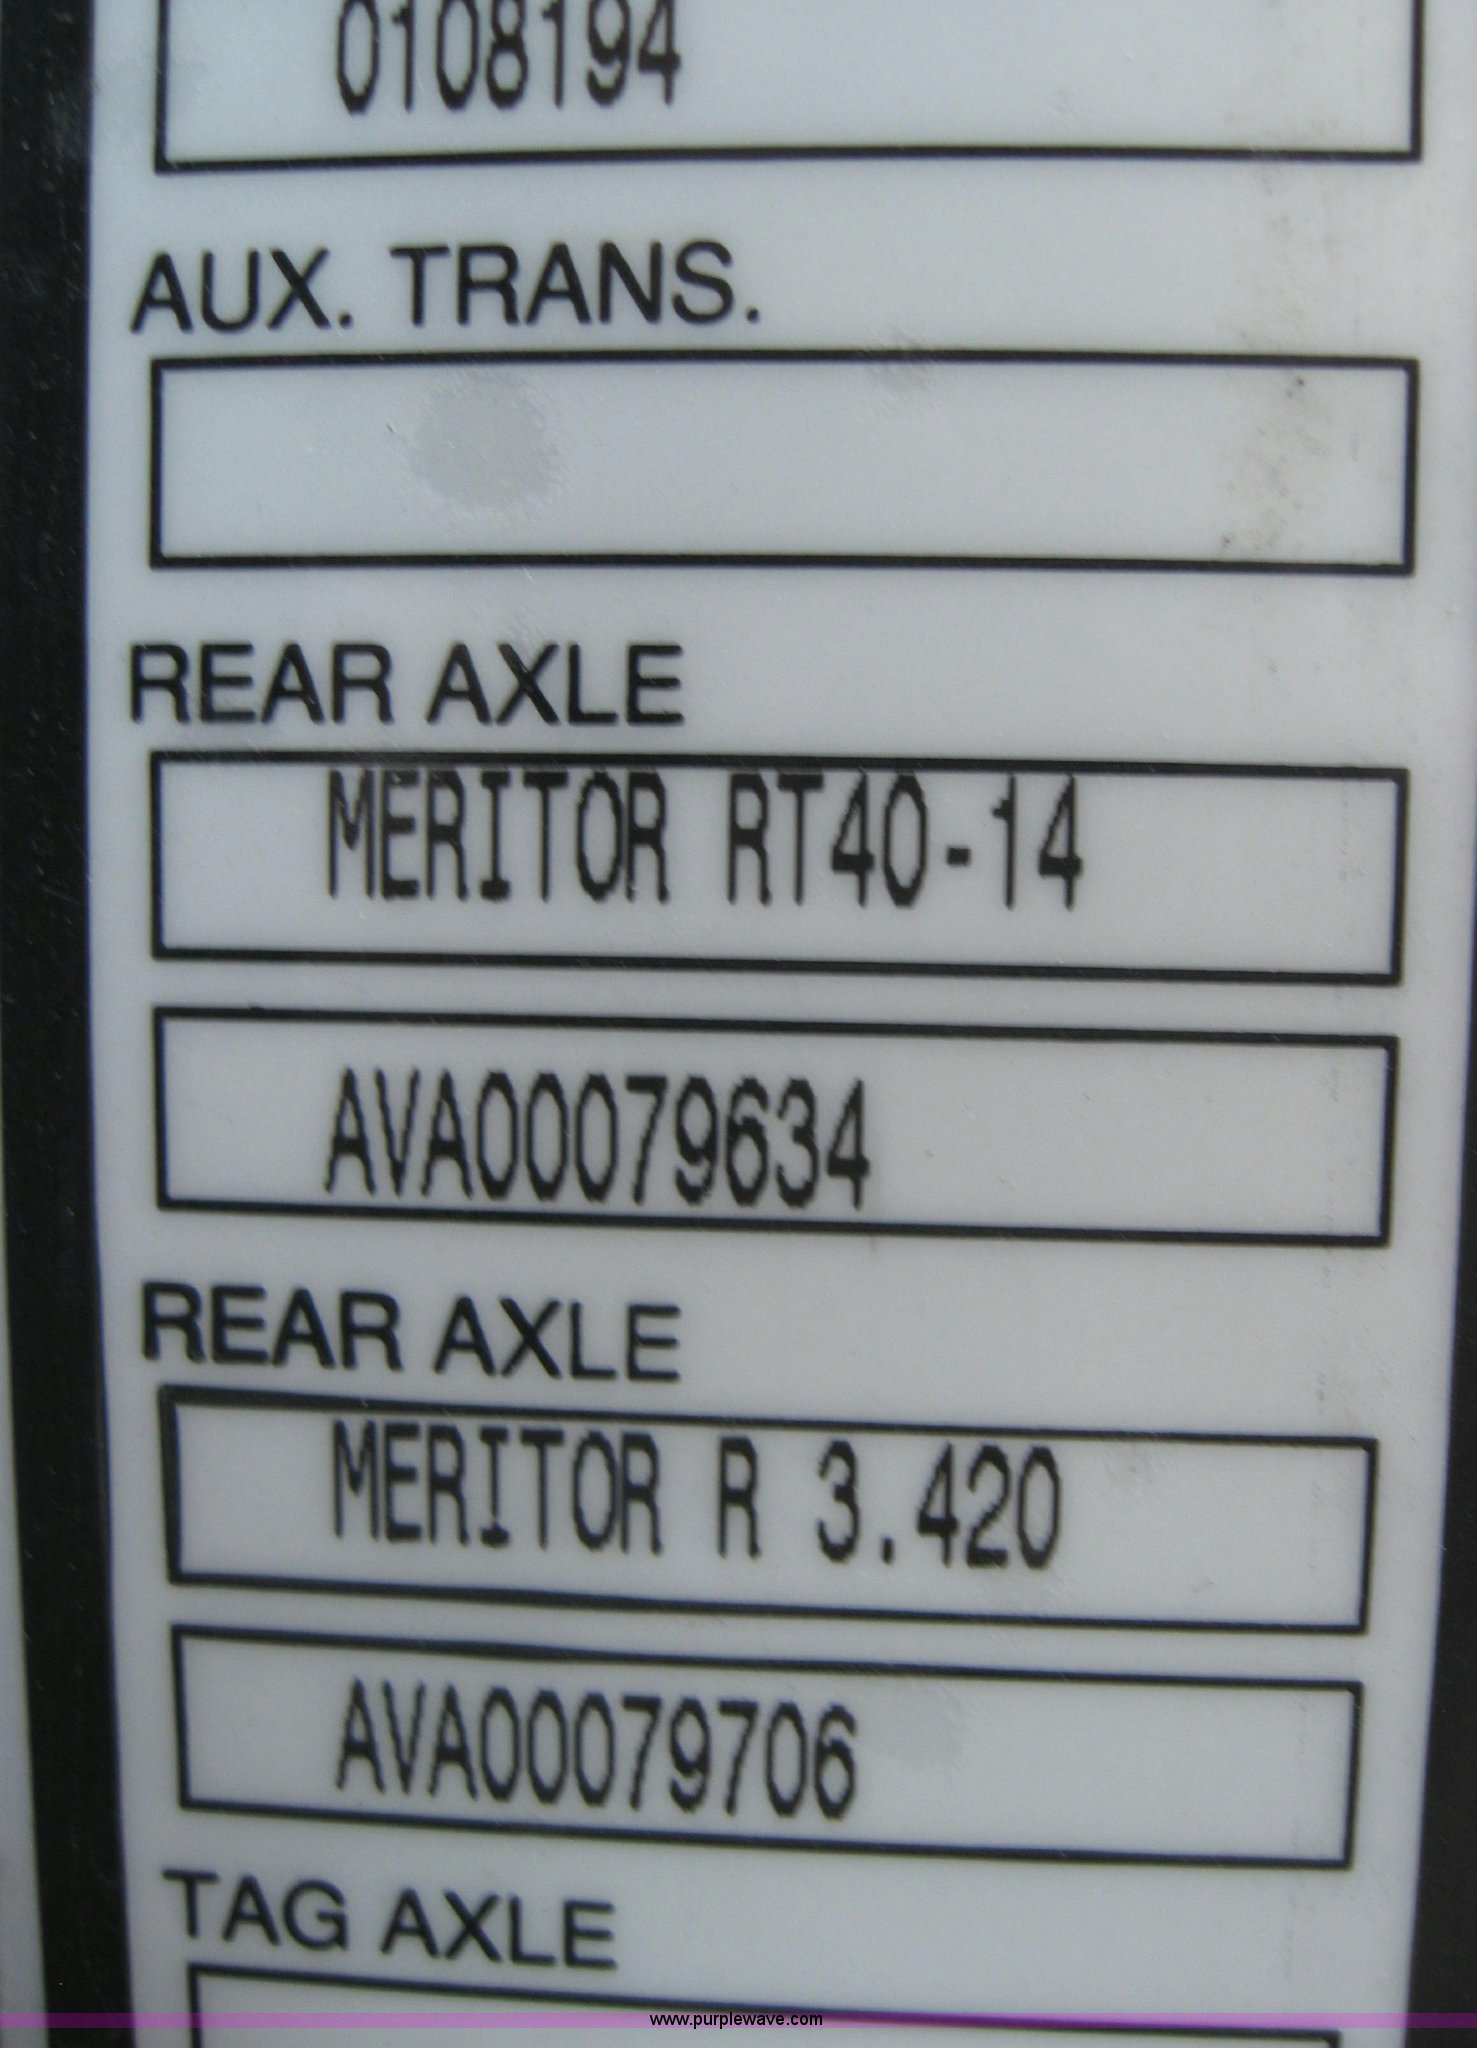 0108194
AUX. TRANS.
REAR AXLE
MERITOR RT40-14
AVA00079634
REAR AXLE
MERITOR R 3.420
AVA00079706
TAG AXLE
www.purplewave.com